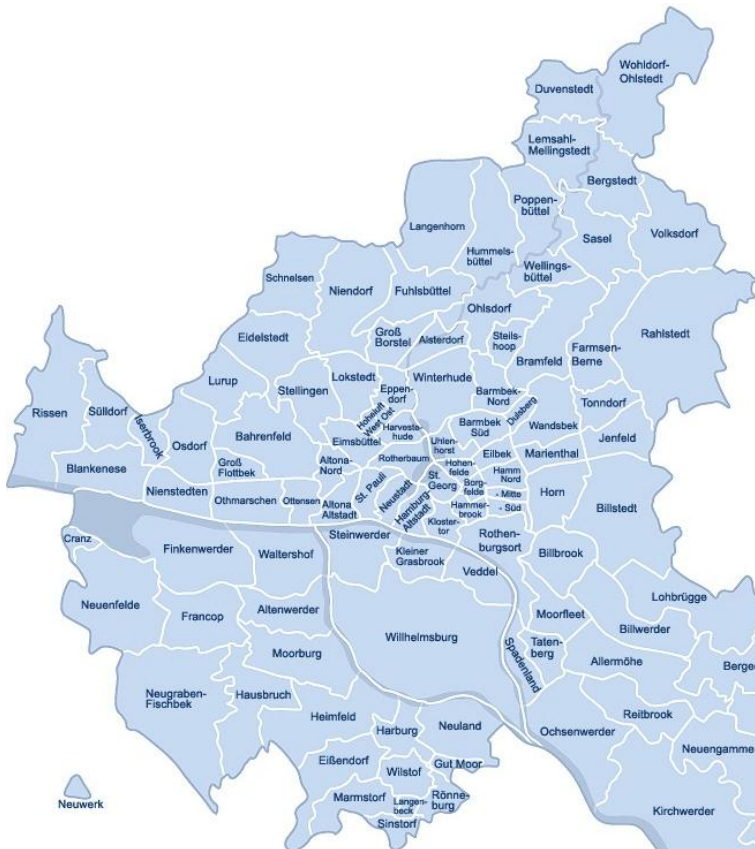 Wohldorf-
Ohlstedt
Duvenstedt
Lemsahl-
Mellingstedt
Bergstedt
Poppen-
büttel
Langenhorn
Sasel
Volksdorf
Hummels-
büttel
Wellings-
büttel
Schnelsen
Niendorf
Fuhlsbüttel
Ohlsdorf
Rahlstedt
Eidelstedt
Groß
Borstel
Alsterdorf
Steils-
hoop
Bramfeld
Farmsen-
Berne
Lurup
Stellingen
Lokstedt
Eppen-
dorf
Winterhude
Barmbek-
Nord
Tonndorf
Rissen
Sülldorf
Iserbrook
Osdorf
Bahrenfeld
Hoheluft
West Ost
Harveste-
hude
Eimsbüttel
Barmbek
Süd
Dulsberg
Wandsbek
Jenfeld
Uhlen-
horst
Blankenese
Groß
Flottbek
Altona-
Nord
Rotherbaum
Hohen-
felde
Eilbek
Marienthal
Nienstedten
Othmarschen
Ottensen
Altona
Altstadt
St. Pauli
Neustadt
Hamburg-
Altstadt
St.
Georg
Borg-
felde
Hamm
Nord
- Mitte
- Süd
Horn
Billstedt
Hammer-
brook
Kloster-
tor
Cranz
Finkenwerder
Waltershof
Steinwerder
Kleiner
Grasbrook
Rothen-
burgsort
Veddel
Billbrook
Neuenfelde
Francop
Altenwerder
Willhelmsburg
Moorfleet
Lohbrügge
Billwerder
Moorburg
Spadenland
Taten-
berg
Allermöhe
Berge
Neugraben-
Fischbek
Hausbruch
Heimfeld
Harburg
Neuland
Ochsenwerder
Reitbrook
Neuengamme
Eißendorf
Wilstof
Gut Moor
Neuwerk
Marmstorf
Langen-
beck
Rönne-
burg
Sinstorf
Kirchwerder